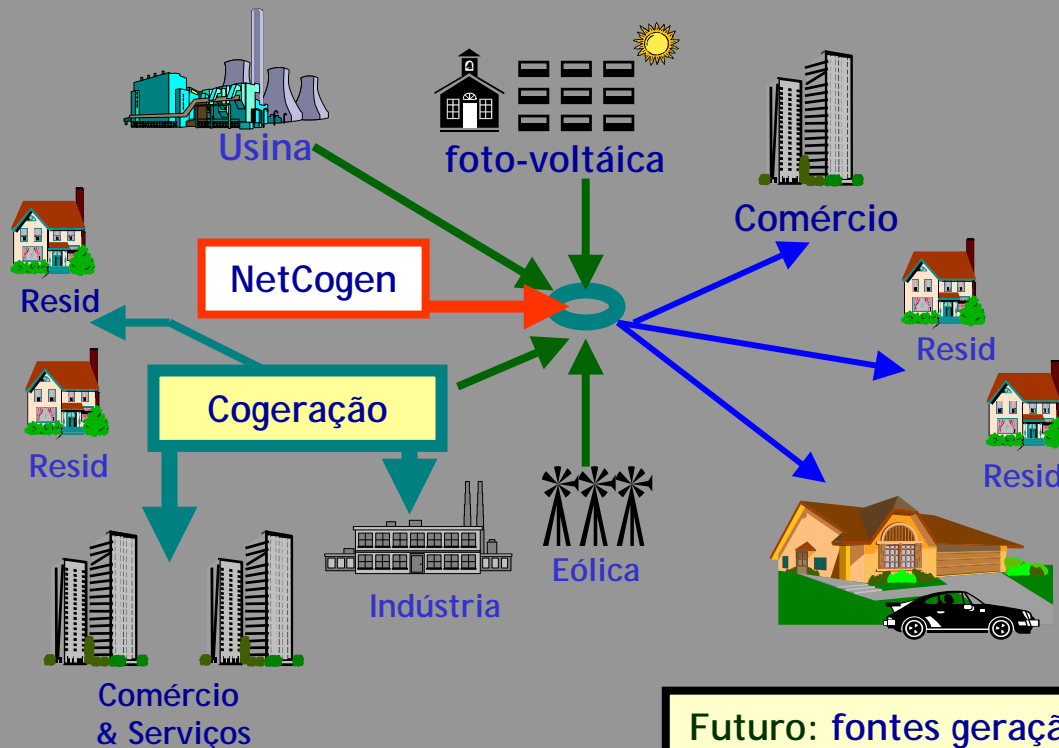 Usina
foto-voltáica
Comércio
NetCogen
Resid
Resid
Resid
Cogeração
Resid
Eólica
Indústria
Comércio
& Serviços
Futuro: fontes geraçã